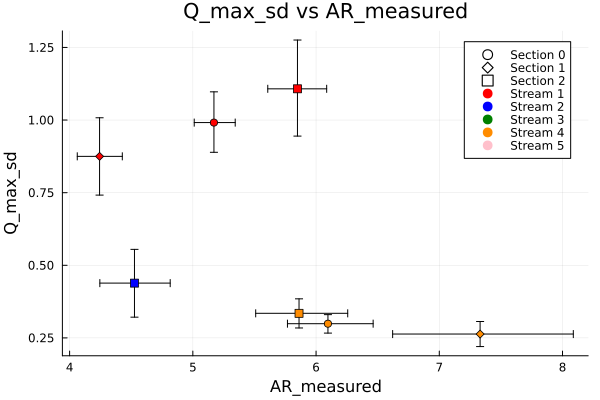 Q_max_sd vs AR_measured
Q_max_sd
1.25
1.00
0.75
0.50
0.25
4
5
6
7
8
AR_measured
Section 0
Section 1
Section 2
Stream 1
Stream 2
Stream 3
Stream 4
Stream 5